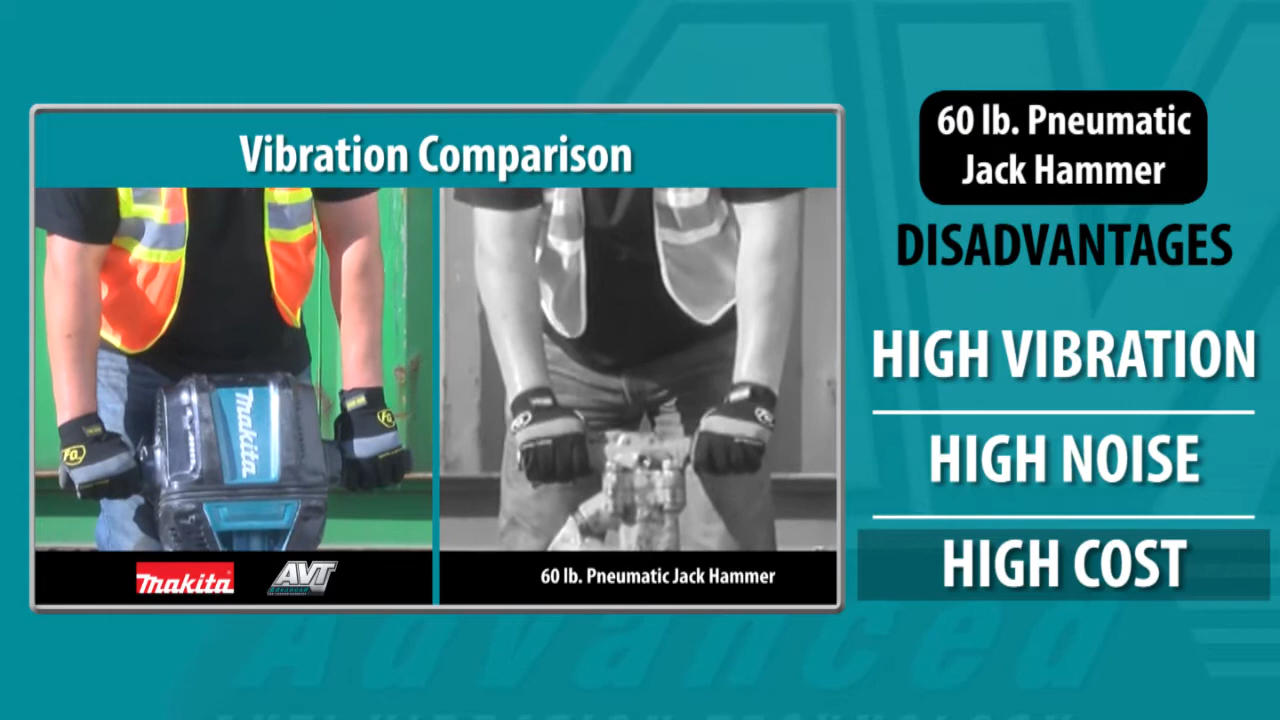 Vibration Comparison
Makita
Makita
AVT
60 lb. Pneumatic Jack Hammer
60 lb. Pneumatic
Jack Hammer
DISADVANTAGES
HIGH VIBRATION
HIGH NOISE
HIGH COST
Advanced